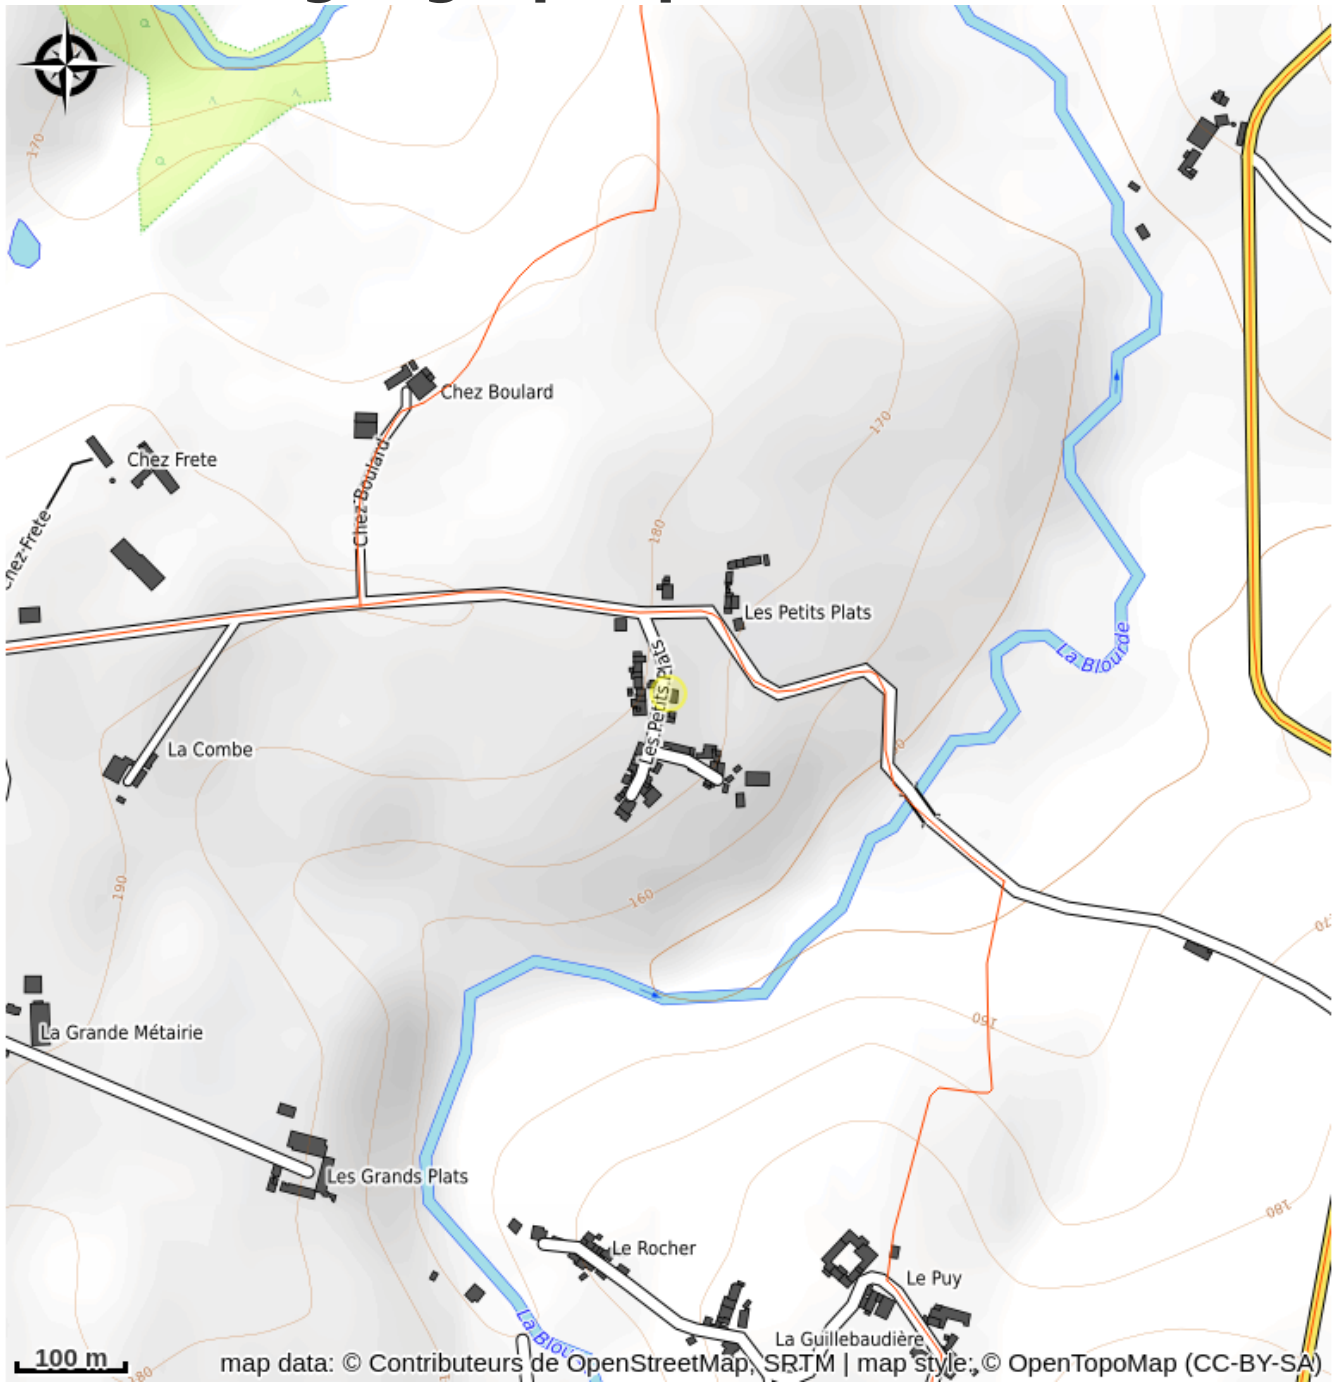 170
Chez Boulard
Chez Frete
Chez-Boulard
170
180
Chez-Frete
Les Petits Plats
La Blourde
Les Petits Plats
La Combe
190
160
170
160
La Grande Métairie
Les Grands Plats
180
Le Rocher
Le Puy
La Guillebaudière
100 m
180
map data: © Contributeurs de OpenStreetMap, SRTM | map style: © OpenTopoMap (CC-BY-SA)